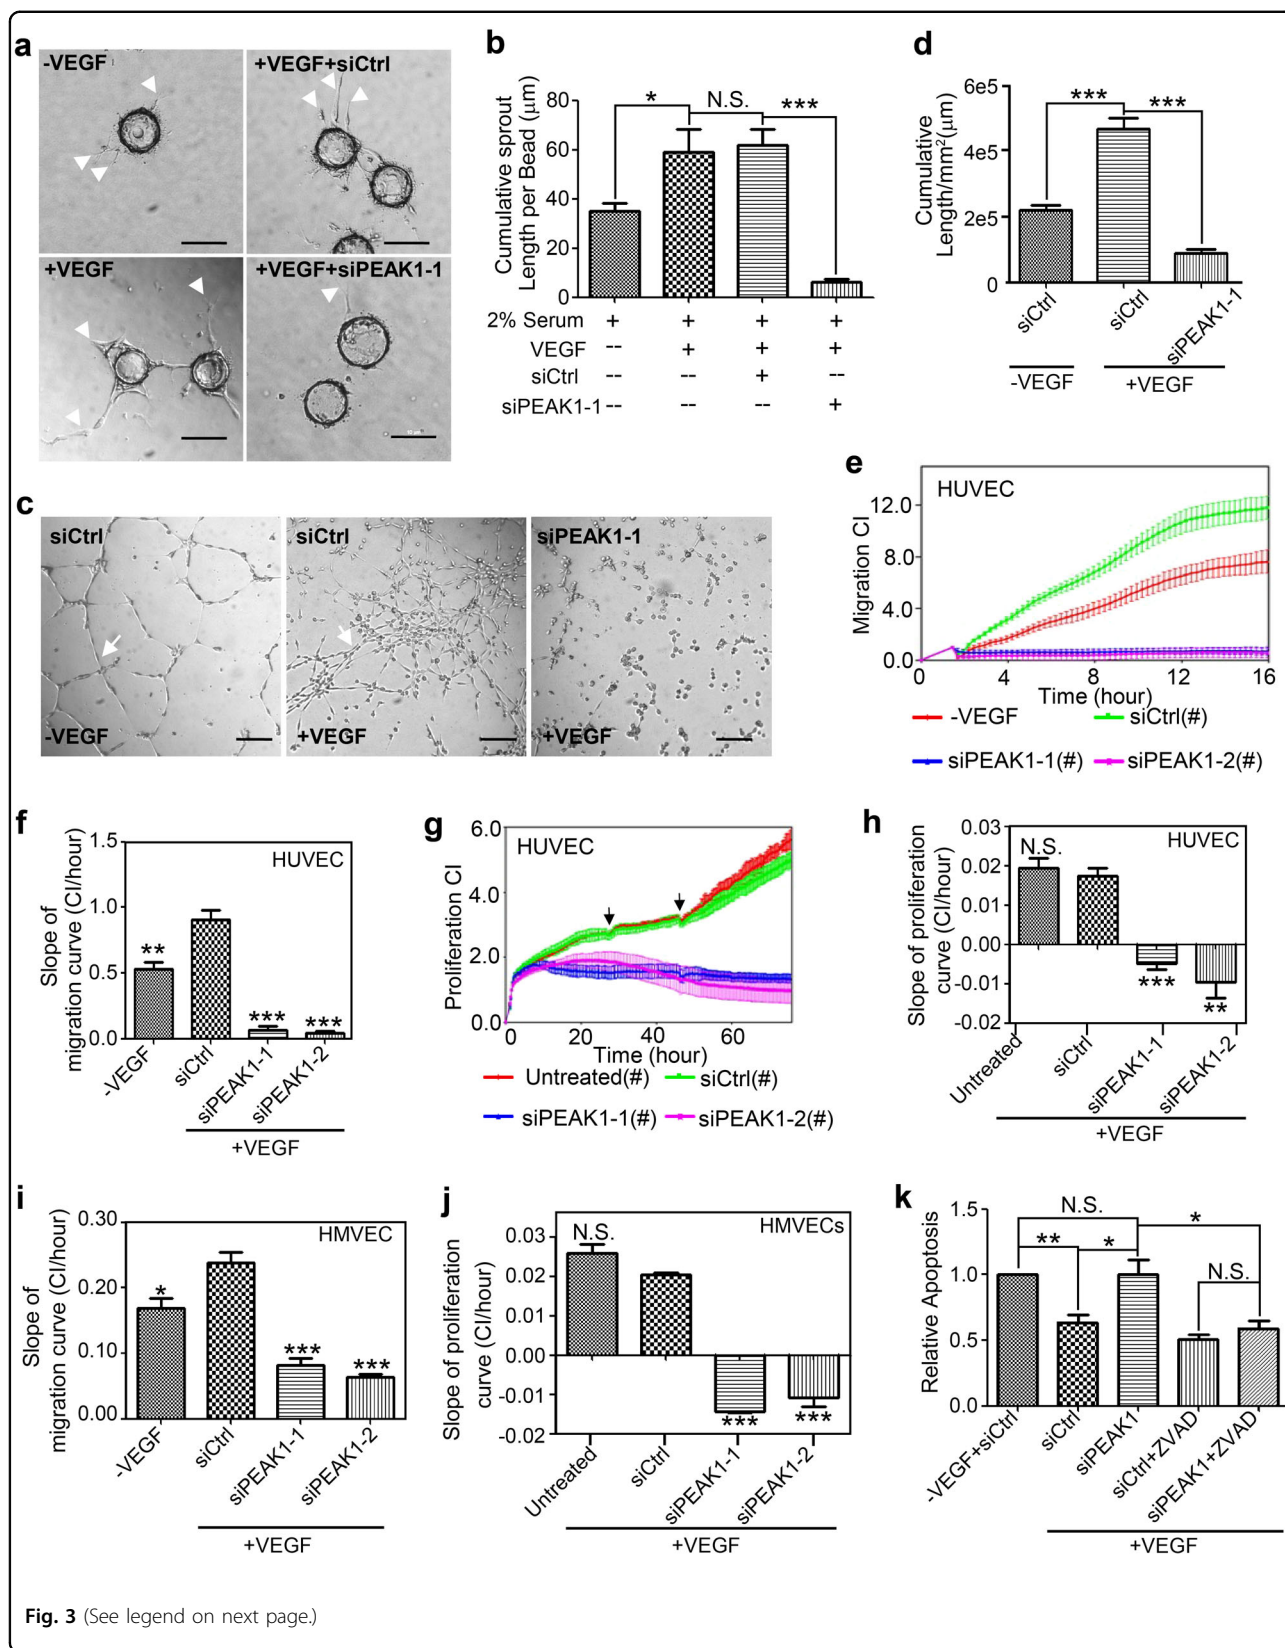 a
-VEGF
+VEGF+siCtrl
+VEGF
+VEGF+siPEAK1-1
b
Cumulative sprout
Length per Bead (μm)
80
60
40
20
0
* N.S. ***
2% Serum + + + +
VEGF -- + + +
siCtrl -- -- + --
siPEAK1-1 -- -- -- +
d
Cumulative
Length/mm²(μm)
6e5
4e5
2e5
0
*** ***
siCtrl siCtrl siPEAK1-1
-VEGF +VEGF
c
siCtrl siCtrl siPEAK1-1
-VEGF +VEGF +VEGF
e
HUVEC
Migration CI
12.0
8.0
4.0
0.0
0 4 8 12 16
Time (hour)
-VEGF siCtrl(#)
siPEAK1-1(#) siPEAK1-2(#)
f
HUVEC
Slope of
migration curve (CI/hour)
1.5
1.0
0.5
0.0
** *** ***
-VEGF siCtrl siPEAK1-1 siPEAK1-2
+VEGF
g
HUVEC
Proliferation CI
6.0
4.0
2.0
0.0
0 20 40 60
Time (hour)
Untreated(#) siCtrl(#)
siPEAK1-1(#) siPEAK1-2(#)
h
HUVEC
Slope of proliferation
curve (CI/hour)
0.03
0.02
0.01
0.00
-0.01
-0.02
N.S. *** **
Untreated siCtrl siPEAK1-1 siPEAK1-2
+VEGF
i
HMVEC
Slope of
migration curve (CI/hour)
0.30
0.20
0.10
0.00
* *** ***
-VEGF siCtrl siPEAK1-1 siPEAK1-2
+VEGF
j
HMVECs
Slope of proliferation
curve (CI/hour)
0.03
0.02
0.01
0.00
-0.01
-0.02
N.S. *** ***
Untreated siCtrl siPEAK1-1 siPEAK1-2
+VEGF
k
Relative Apoptosis
1.5
1.0
0.5
0.0
N.S. *
** * N.S.
-VEGF+siCtrl siCtrl siPEAK1 siCtrl+ZVAD siPEAK1+ZVAD
+VEGF
Fig. 3 (See legend on next page.)